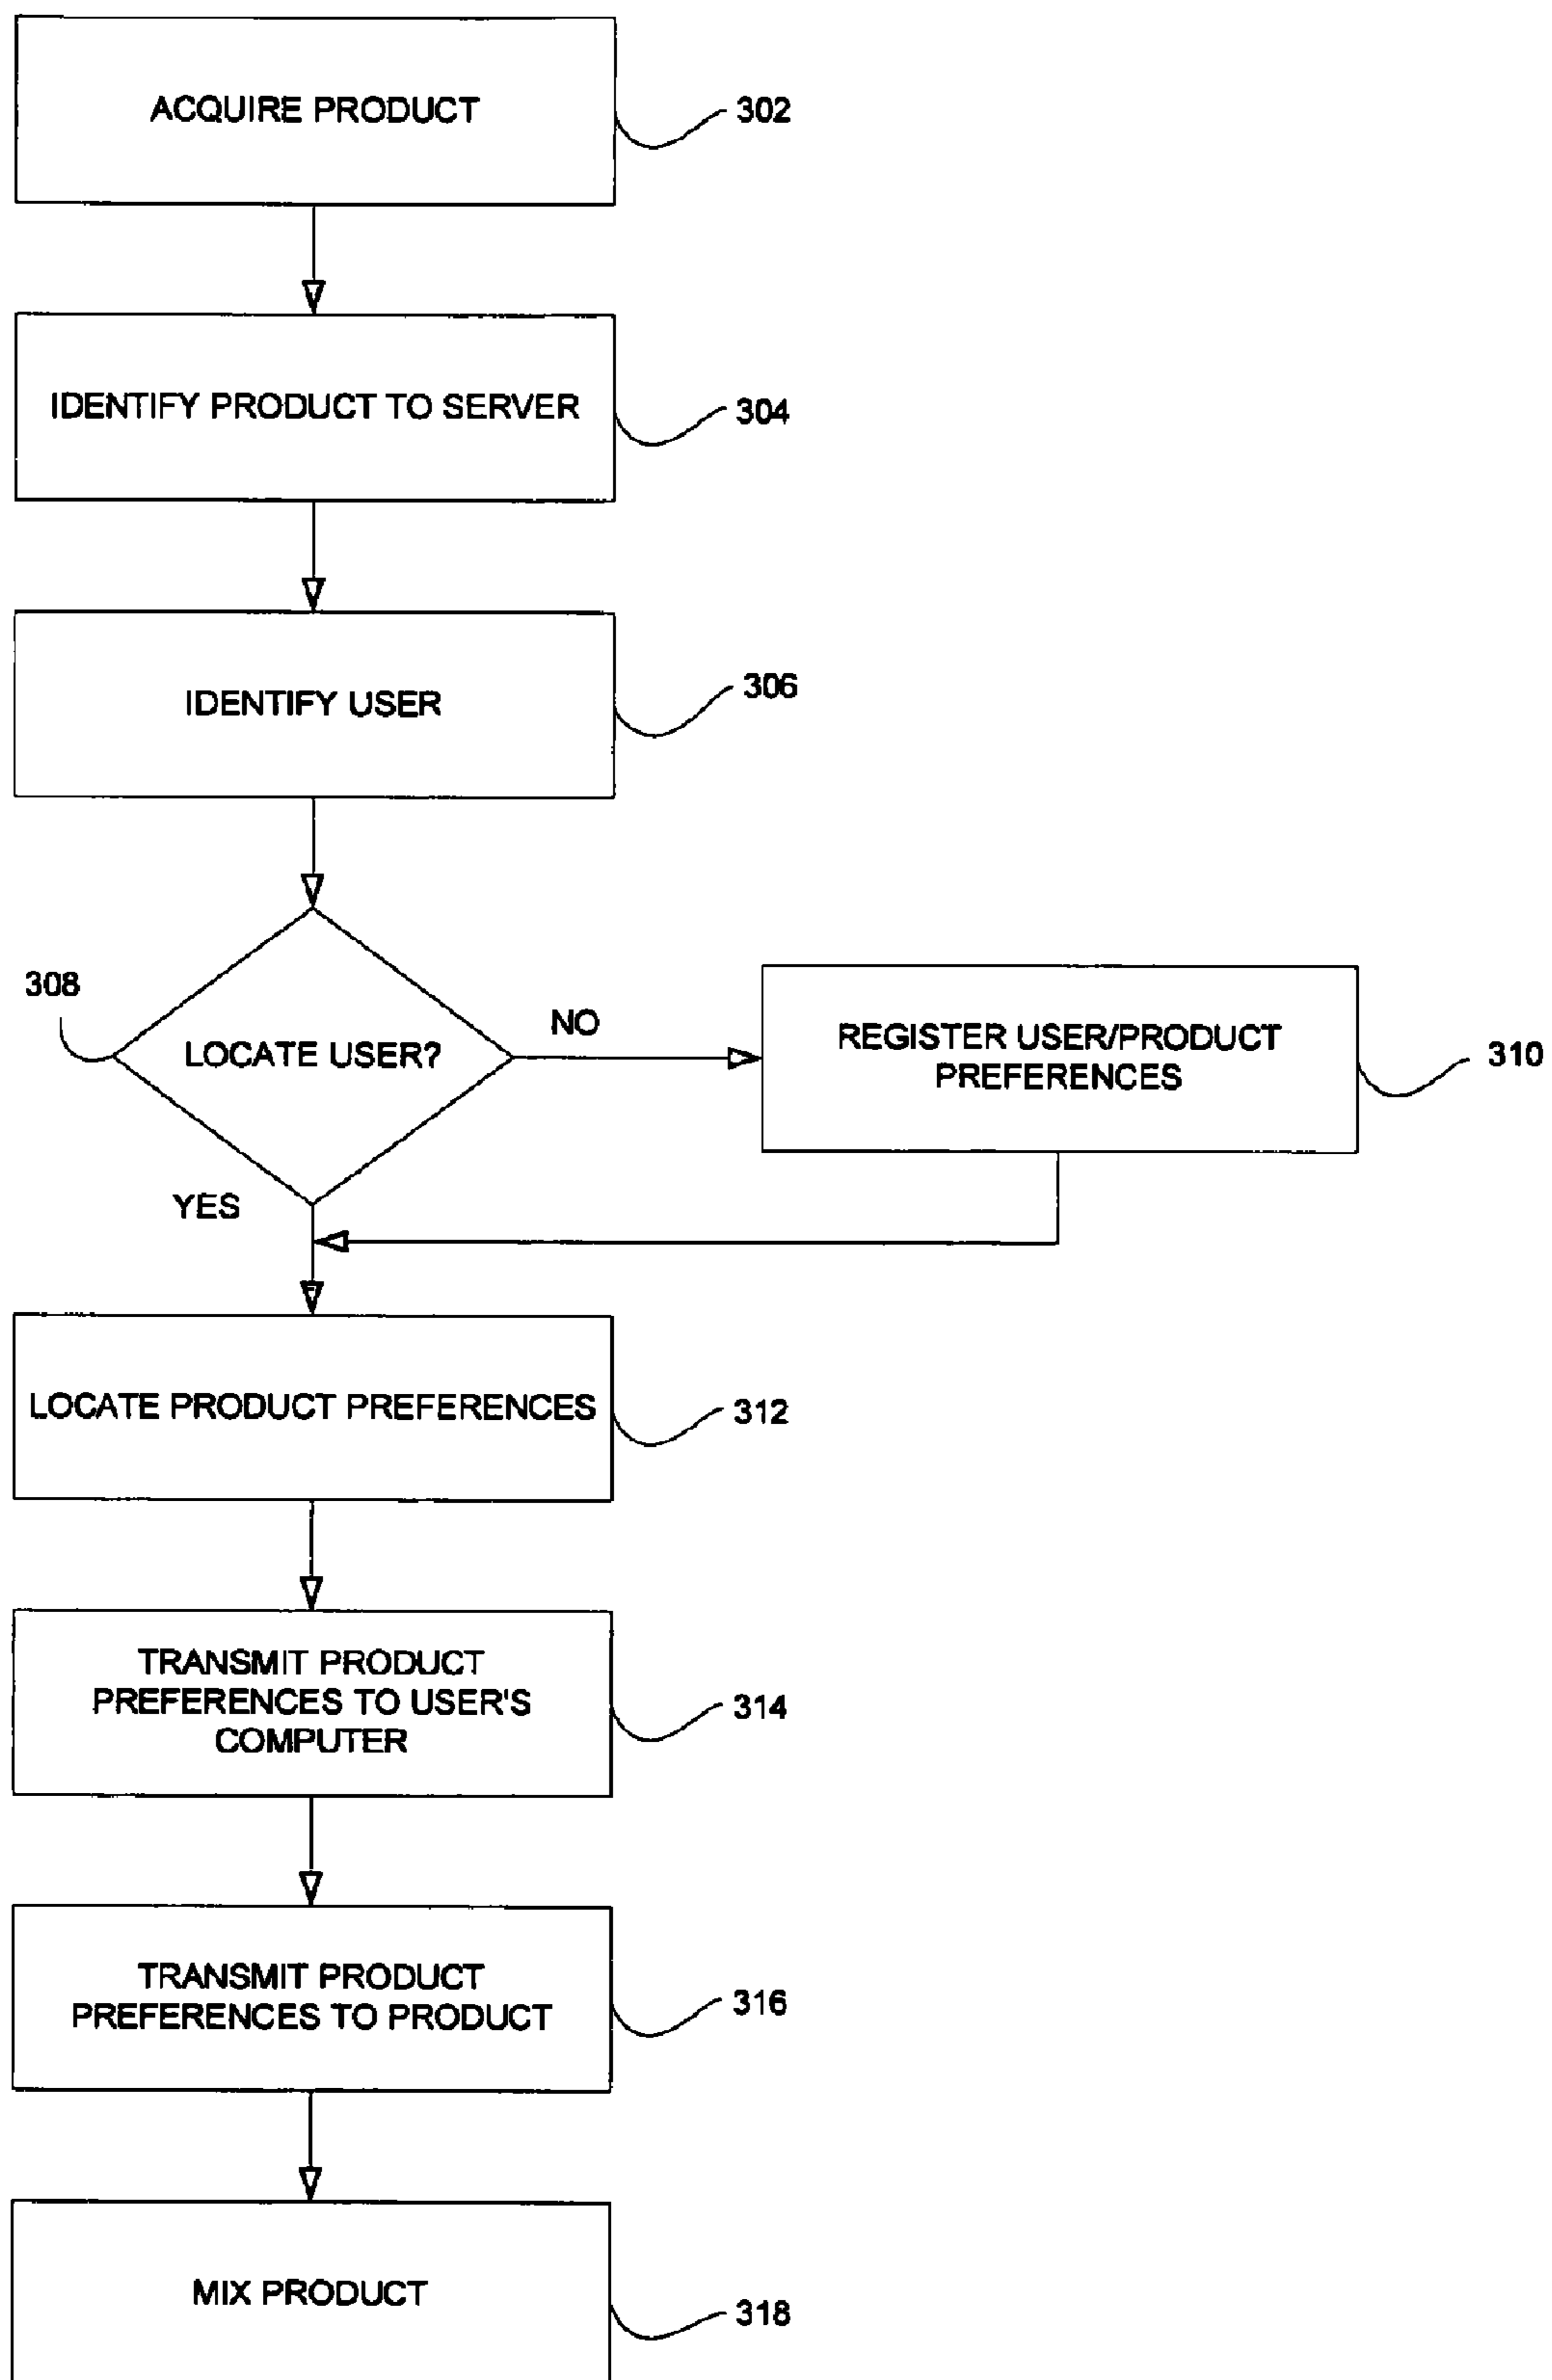 ACQUIRE PRODUCT
302
IDENTIFY PRODUCT TO SERVER
304
IDENTIFY USER
306
308
LOCATE USER?
NO
REGISTER USER/PRODUCT
PREFERENCES
310
YES
LOCATE PRODUCT PREFERENCES
312
TRANSMIT PRODUCT
PREFERENCES TO USER'S
COMPUTER
314
TRANSMIT PRODUCT
PREFERENCES TO PRODUCT
316
MIX PRODUCT
318